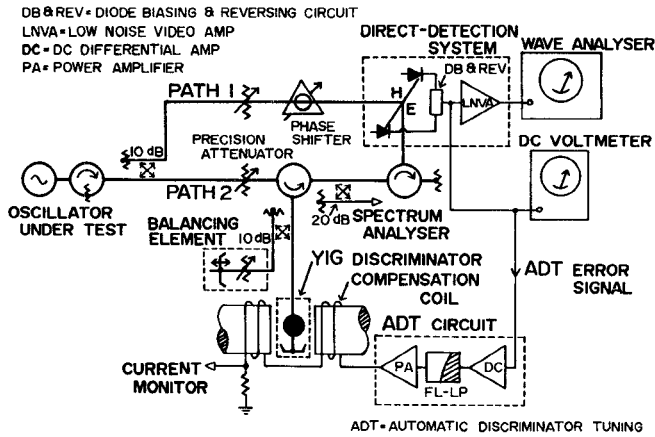 DB & REV= DIODE BIASING & REVERSING CIRCUIT
LNVA= LOW NOISE VIDEO AMP
DC= DC DIFFERENTIAL AMP
PA= POWER AMPLIFIER
DIRECT-DETECTION
SYSTEM
WAVE ANALYSER
DB & REV
PATH 1
H
E
LNVA
PHASE
SHIFTER
DC VOLTMETER
10 dB
PRECISION
ATTENUATOR
PATH 2
OSCILLATOR
UNDER TEST
20 dB
SPECTRUM
ANALYSER
BALANCING
ELEMENT
10dB
YIG DISCRIMINATOR
COMPENSATION
COIL
ADT ERROR
SIGNAL
ADT CIRCUIT
PA
FL-LP
DC
CURRENT
MONITOR
ADT= AUTOMATIC DISCRIMINATOR TUNING